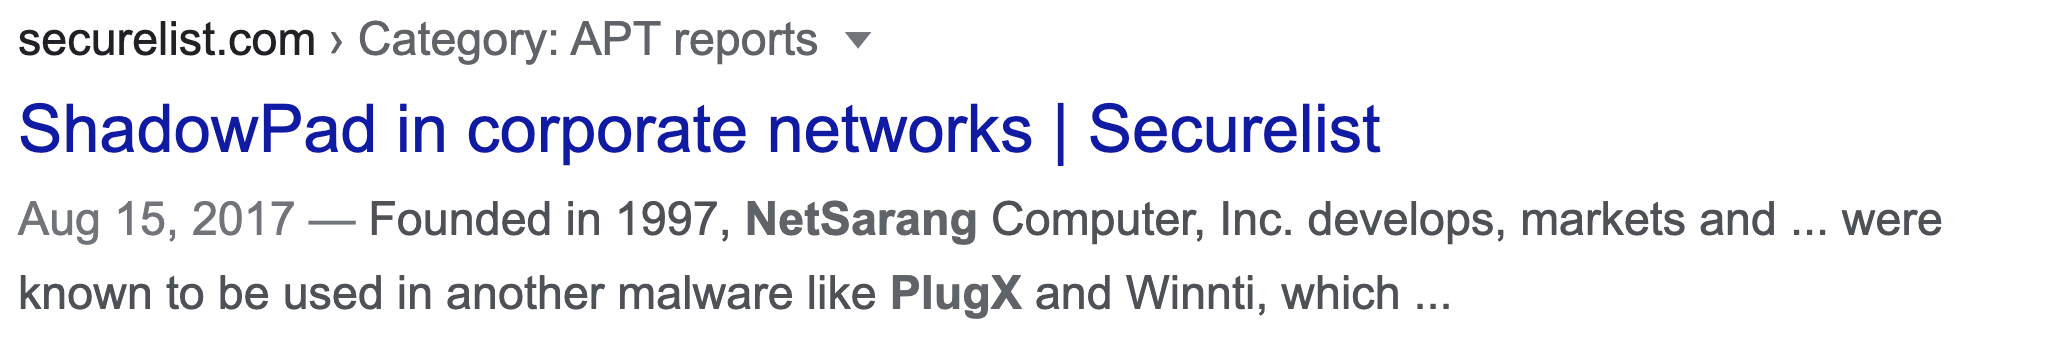 securelist.com › Category: APT reports
ShadowPad in corporate networks | Securelist
Aug 15, 2017 — Founded in 1997, NetSarang Computer, Inc. develops, markets and ... were
known to be used in another malware like PlugX and Winnti, which ...